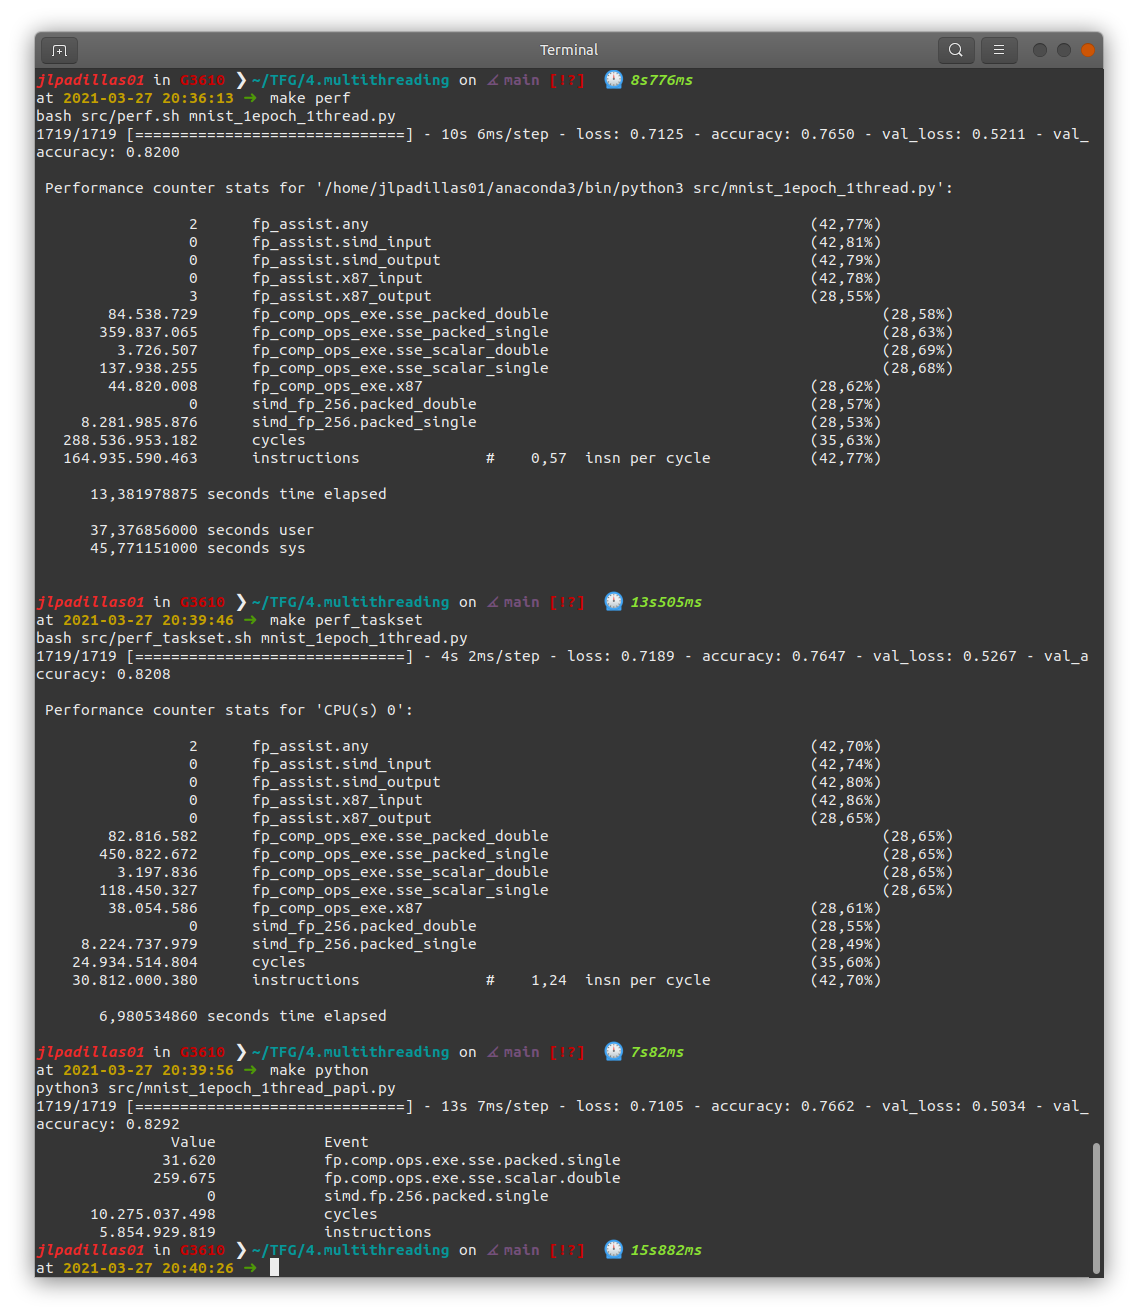 Terminal
jlpadillas01 in G3610 ❯ ~/TFG/4.multithreading on ∡ main [!?] 8s776ms
at 2021-03-27 20:36:13 ➜ make perf
bash src/perf.sh mnist_1epoch_1thread.py
1719/1719 [==============================] - 10s 6ms/step - loss: 0.7125 - accuracy: 0.7650 - val_loss: 0.5211 - val_
accuracy: 0.8200
Performance counter stats for '/home/jlpadillas01/anaconda3/bin/python3 src/mnist_1epoch_1thread.py':
2 fp_assist.any (42,77%)
0 fp_assist.simd_input (42,81%)
0 fp_assist.simd_output (42,79%)
0 fp_assist.x87_input (42,78%)
3 fp_assist.x87_output (28,55%)
84.538.729 fp_comp_ops_exe.sse_packed_double (28,58%)
359.837.065 fp_comp_ops_exe.sse_packed_single (28,63%)
3.726.507 fp_comp_ops_exe.sse_scalar_double (28,69%)
137.938.255 fp_comp_ops_exe.sse_scalar_single (28,68%)
44.820.008 fp_comp_ops_exe.x87 (28,62%)
0 simd_fp_256.packed_double (28,57%)
8.281.985.876 simd_fp_256.packed_single (28,53%)
288.536.953.182 cycles (35,63%)
164.935.590.463 instructions # 0,57 insn per cycle (42,77%)
13,381978875 seconds time elapsed
37,376856000 seconds user
45,771151000 seconds sys
jlpadillas01 in G3610 ❯ ~/TFG/4.multithreading on ∡ main [!?] 13s505ms
at 2021-03-27 20:39:46 ➜ make perf_taskset
bash src/perf_taskset.sh mnist_1epoch_1thread.py
1719/1719 [==============================] - 4s 2ms/step - loss: 0.7189 - accuracy: 0.7647 - val_loss: 0.5267 - val_a
ccuracy: 0.8208
Performance counter stats for 'CPU(s) 0':
2 fp_assist.any (42,70%)
0 fp_assist.simd_input (42,74%)
0 fp_assist.simd_output (42,80%)
0 fp_assist.x87_input (42,86%)
0 fp_assist.x87_output (28,65%)
82.816.582 fp_comp_ops_exe.sse_packed_double (28,65%)
450.822.672 fp_comp_ops_exe.sse_packed_single (28,65%)
3.197.836 fp_comp_ops_exe.sse_scalar_double (28,65%)
118.450.327 fp_comp_ops_exe.sse_scalar_single (28,65%)
38.054.586 fp_comp_ops_exe.x87 (28,61%)
0 simd_fp_256.packed_double (28,55%)
8.224.737.979 simd_fp_256.packed_single (28,49%)
24.934.514.804 cycles (35,60%)
30.812.000.380 instructions # 1,24 insn per cycle (42,70%)
6,980534860 seconds time elapsed
jlpadillas01 in G3610 ❯ ~/TFG/4.multithreading on ∡ main [!?] 7s82ms
at 2021-03-27 20:39:56 ➜ make python
python3 src/mnist_1epoch_1thread_papi.py
1719/1719 [==============================] - 13s 7ms/step - loss: 0.7105 - accuracy: 0.7662 - val_loss: 0.5034 - val_
accuracy: 0.8292
Value Event
31.620 fp.comp.ops.exe.sse.packed.single
259.675 fp.comp.ops.exe.sse.scalar.double
0 simd.fp.256.packed.single
10.275.037.498 cycles
5.854.929.819 instructions
jlpadillas01 in G3610 ❯ ~/TFG/4.multithreading on ∡ main [!?] 15s882ms
at 2021-03-27 20:40:26 ➜